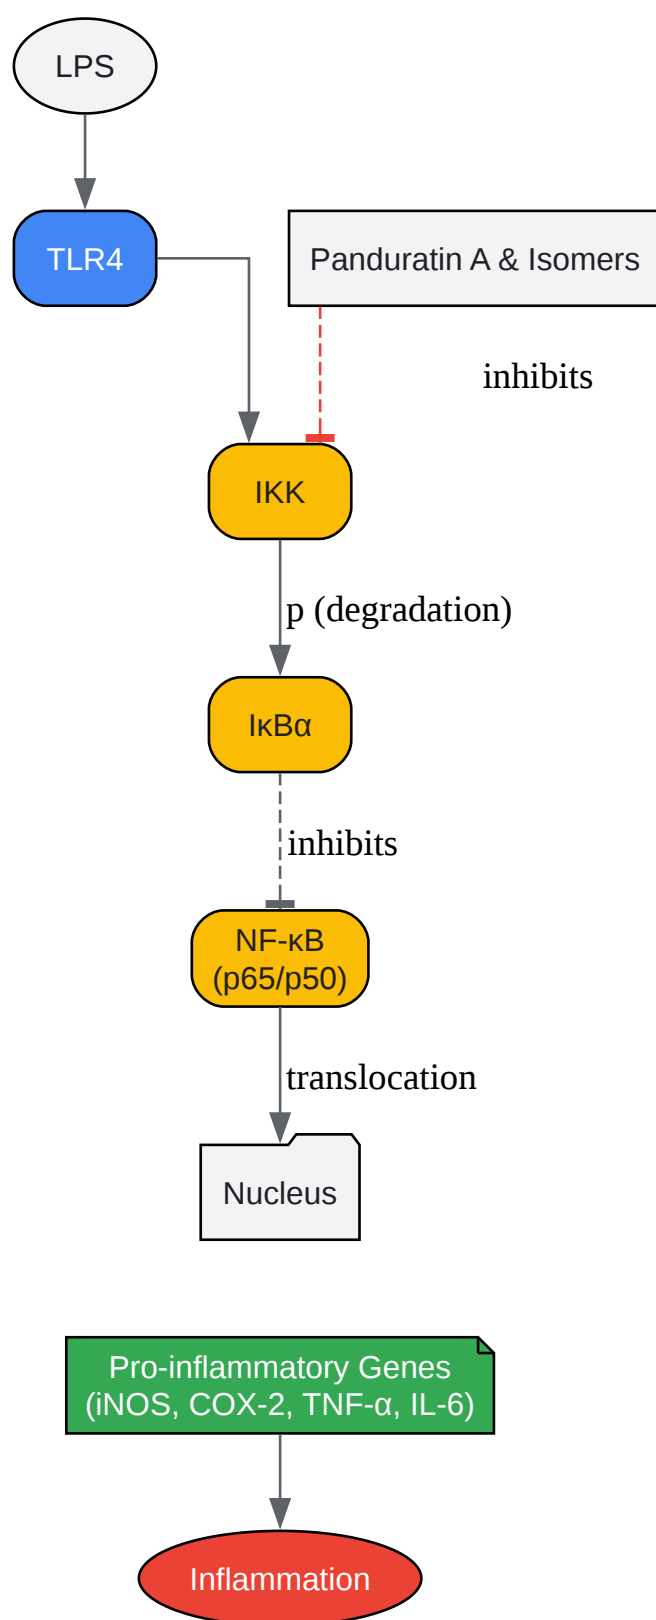 LPS
TLR4
Panduratin A & Isomers
inhibits
IKK
p (degradation)
IκBα
inhibits
NF-κB
(p65/p50)
translocation
Nucleus
Pro-inflammatory Genes
(iNOS, COX-2, TNF-α, IL-6)
Inflammation